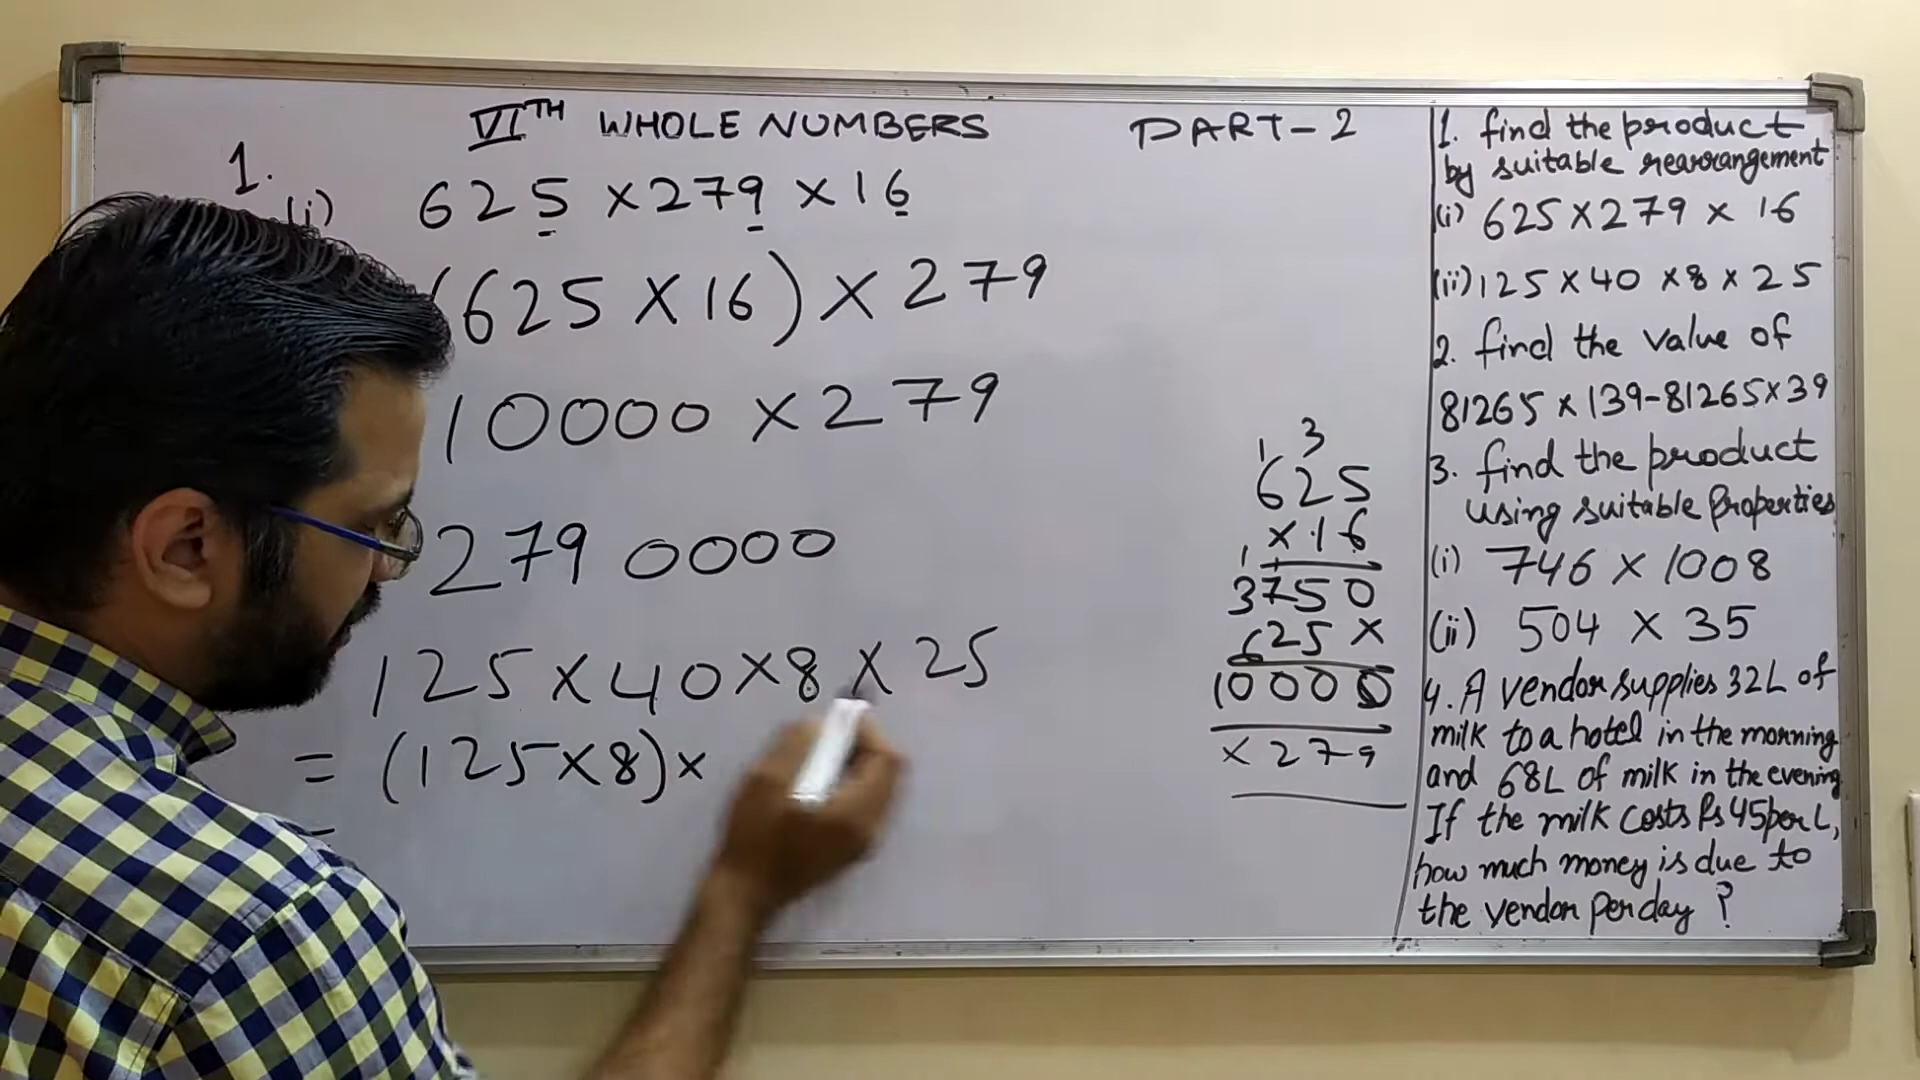 VITH WHOLE NUMBERS PART-2
1.
(i) 625 × 279 × 16
(625 × 16) × 279
10000 × 279
279 0000
125 × 40 × 8 × 25
= (125 × 8) ×
=
1 3
625
× 16
1 1
3750
625 ×
10000
× 279
1. find the product
by suitable rearrangement
(i) 625 × 279 × 16
(ii) 125 × 40 × 8 × 25
2. find the value of
81265 × 139 - 81265 × 39
3. find the product
using suitable properties
(i) 746 × 1008
(ii) 504 × 35
4. A vendor supplies 32L of
milk to a hotel in the morning
and 68L of milk in the evening
If the milk costs Rs 45 per L,
how much money is due to
the vendor per day ?